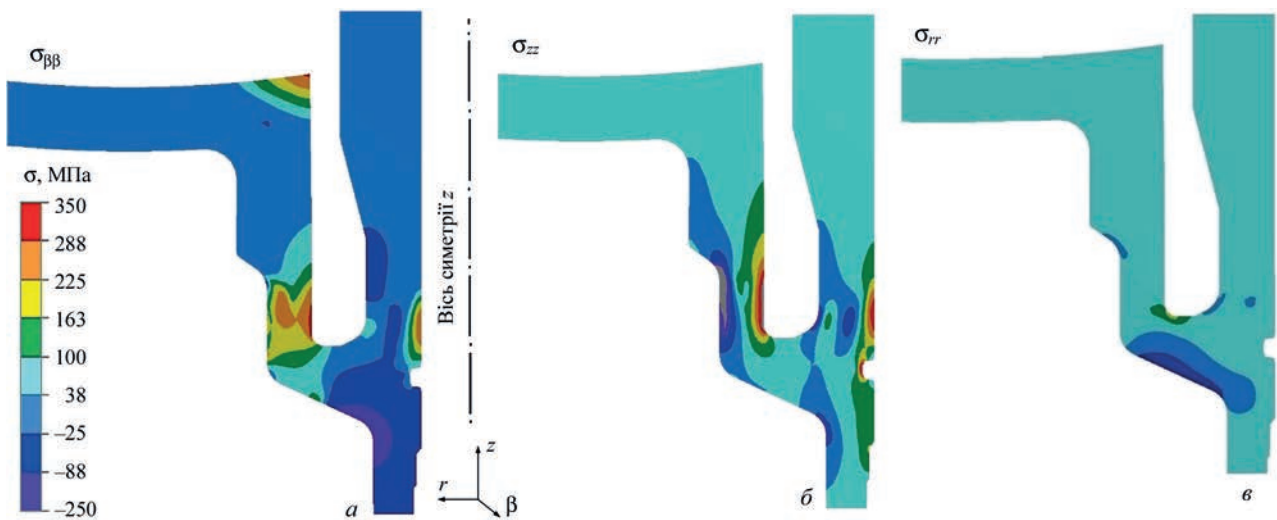 σββ
σzz
σrr
σ, МПа
350
288
225
163
100
38
–25
–88
–250
Вісь симетрії z
z
r
β
а
б
в